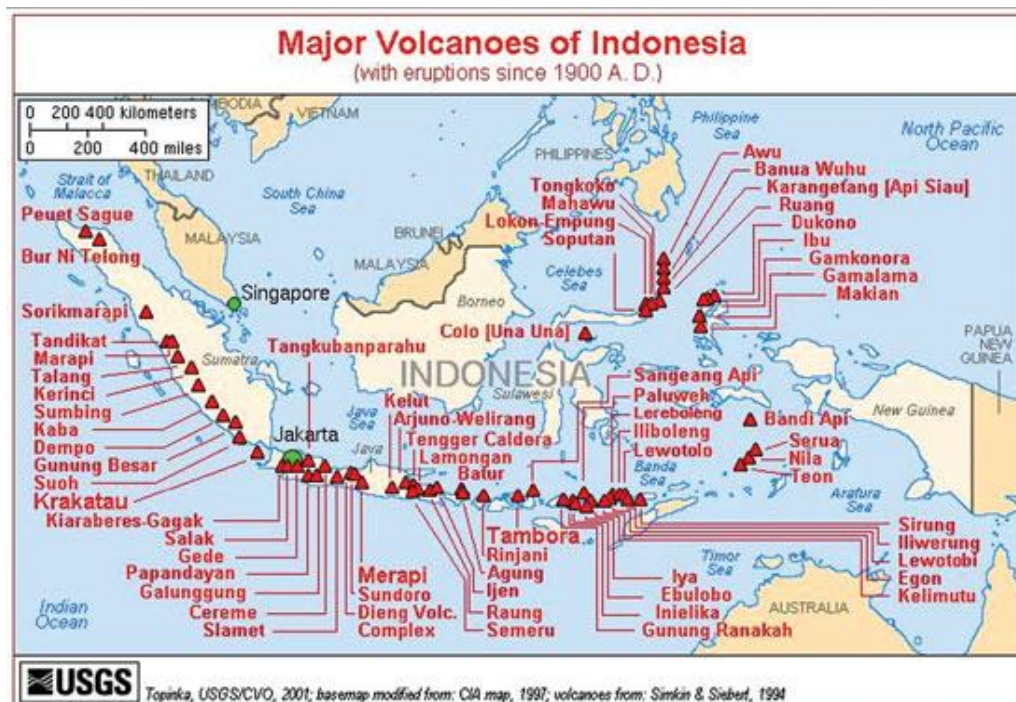 Major Volcanoes of Indonesia
(with eruptions since 1900 A. D.)
0 200 400 kilometers
0 200 400 miles
CAMBODIA
VIETNAM
THAILAND
Strait of
Malacca
South China
Sea
PHILIPPINES
Philippine
Sea
North Pacific
Ocean
Awu
Banua Wuhu
Karangetang [Api Siau]
Ruang
Dukono
Ibu
Gamkonora
Gamalama
Makian
Tongkoko
Mahawu
Lokon-Empung
Soputan
Peuet Sague
Bur Ni Telong
MALAYSIA
BRUNEI
MALAYSIA
Celebes
Sea
Singapore
Borneo
Sorikmarapi
Colo [Una Una]
PAPUA
NEW
GUINEA
Tandikat
Marapi
Talang
Kerinci
Sumbing
Kaba
Dempo
Gunung Besar
Suoh
Krakatau
Sumatra
Tangkubanparahu
INDONESIA
Sulawesi
New Guinea
Sangeang Api
Paluweh
Lereboleng
Iliboleng
Lewotolo
Bandi Api
Serua
Nila
Teon
Java
Sea
Jakarta
Java
Kelut
Arjuno-Welirang
Tengger Caldera
Lamongan
Batur
Banda
Sea
Arafura
Sea
Kiaraberes-Gagak
Salak
Gede
Papandayan
Galunggung
Cereme
Slamet
Merapi
Sundoro
Dieng Volc.
Complex
Tambora
Rinjani
Agung
Ijen
Raung
Semeru
Iya
Ebulobo
Inielika
Gunung Ranakah
Timor
Sea
Sirung
Iliwerung
Lewotobi
Egon
Kelimutu
Indian
Ocean
AUSTRALIA
USGS
Topinka, USGS/CVO, 2001; basemap modified from: CIA map, 1997; volcanoes from: Simkin & Siebert, 1994